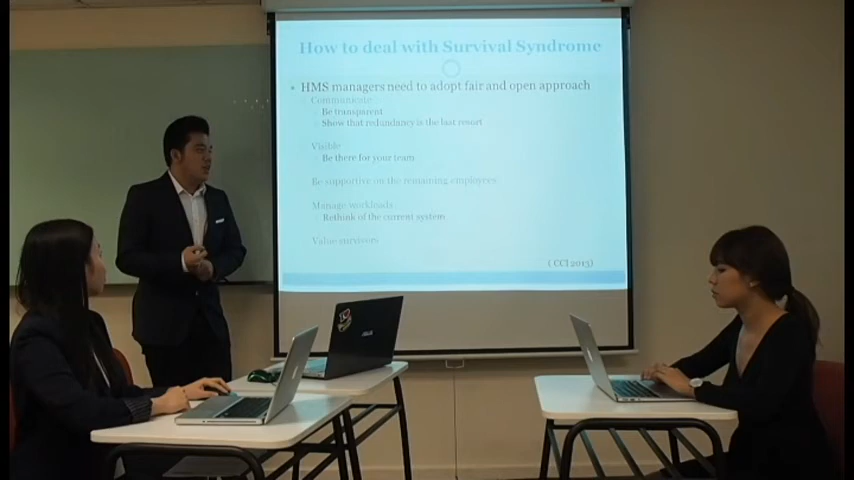 How to deal with Survival Syndrome
HMS managers need to adopt fair and open approach
Communicate
Be transparent
Show that redundancy is the last resort
Visible
Be there for your team
Be supportive on the remaining employees
Manage workloads
Rethink of the current system
Value survivors
( CCI 2013)
ASUS